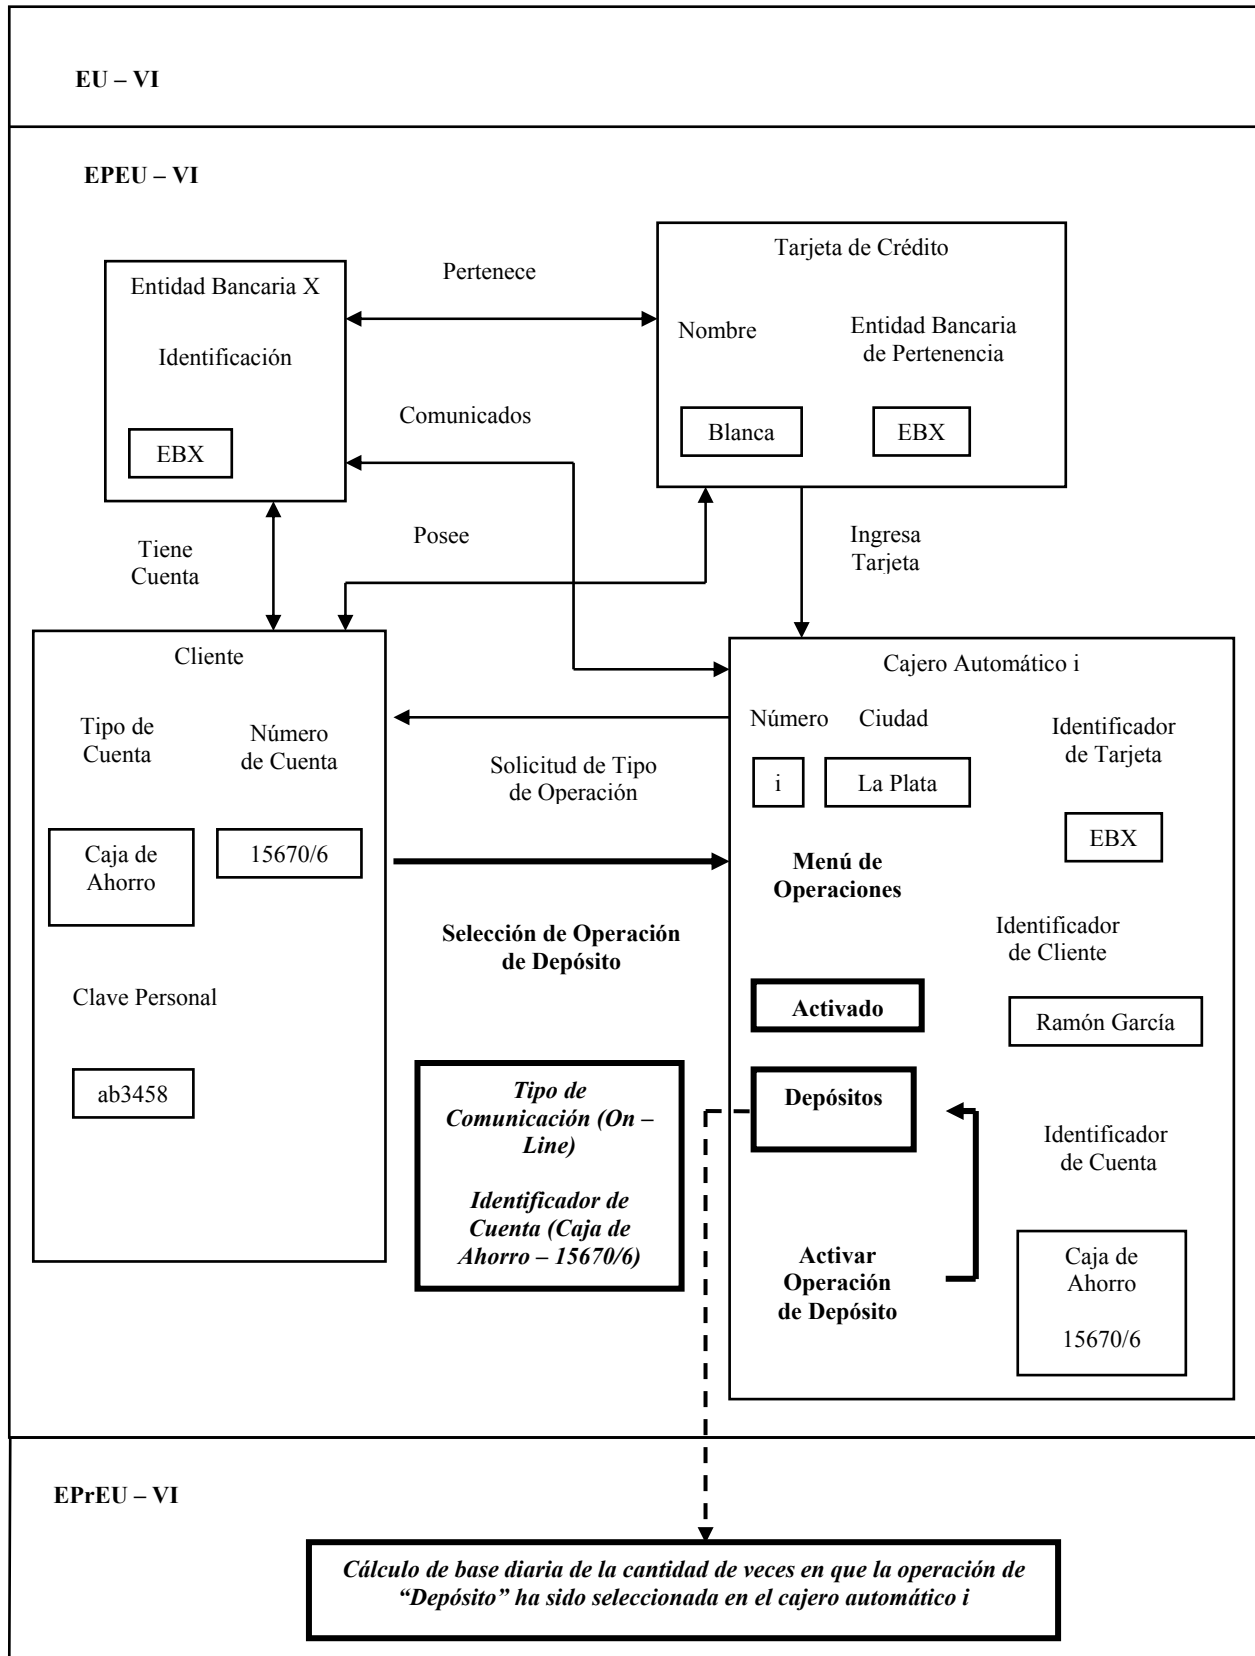 EU – VI
EPEU – VI
Entidad Bancaria X
Identificación
EBX
Pertenece
Tarjeta de Crédito
Nombre
Entidad Bancaria
de Pertenencia
Blanca
EBX
Comunicados
Tiene
Cuenta
Posee
Ingresa
Tarjeta
Cliente
Tipo de
Cuenta
Número
de Cuenta
Caja de
Ahorro
15670/6
Clave Personal
ab3458
Solicitud de Tipo
de Operación
Selección de Operación
de Depósito
Tipo de
Comunicación (On –
Line)
Identificador de
Cuenta (Caja de
Ahorro – 15670/6)
Cajero Automático i
Número
Ciudad
Identificador
de Tarjeta
i
La Plata
EBX
Menú de
Operaciones
Identificador
de Cliente
Activado
Ramón García
Depósitos
Identificador
de Cuenta
Activar
Operación
de Depósito
Caja de
Ahorro
15670/6
EPrEU – VI
Cálculo de base diaria de la cantidad de veces en que la operación de
“Depósito” ha sido seleccionada en el cajero automático i